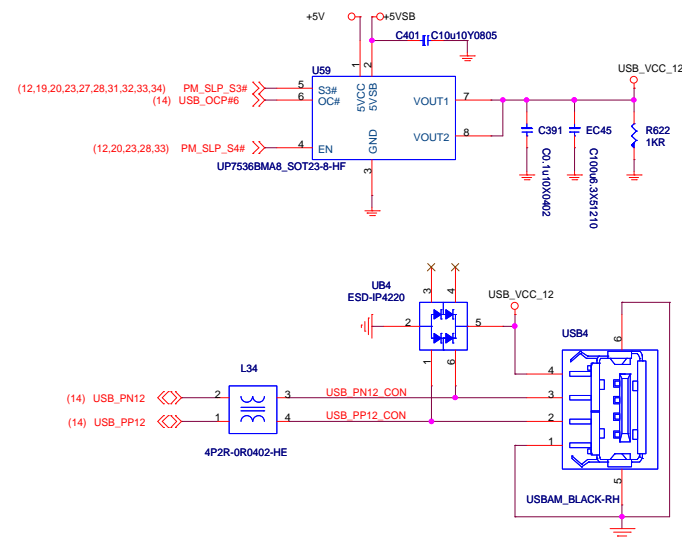 +5V
+5VSB
C401
C10u10Y0805
U59
USB_VCC_12
1
2
(12,19,20,23,27,28,31,32,33,34) PM_SLP_S3#
5
S3#
(14) USB_OCP#6
6
OC#
5VCC
5VSB
VOUT1
7
C391
EC45
R622
1KR
VOUT2
8
(12,20,23,28,33) PM_SLP_S4#
4
EN
GND
UP7536BMA8_SOT23-8-HF
3
C0.1u10X0402
C100u6.3X51210
UB4
ESD-IP4220
3
4
USB_VCC_12
2
5
USB4
6
L34
1
6
4
(14) USB_PN12
2
3
USB_PN12_CON
3
(14) USB_PP12
1
4
USB_PP12_CON
2
1
4P2R-0R0402-HE
5
USBAM_BLACK-RH